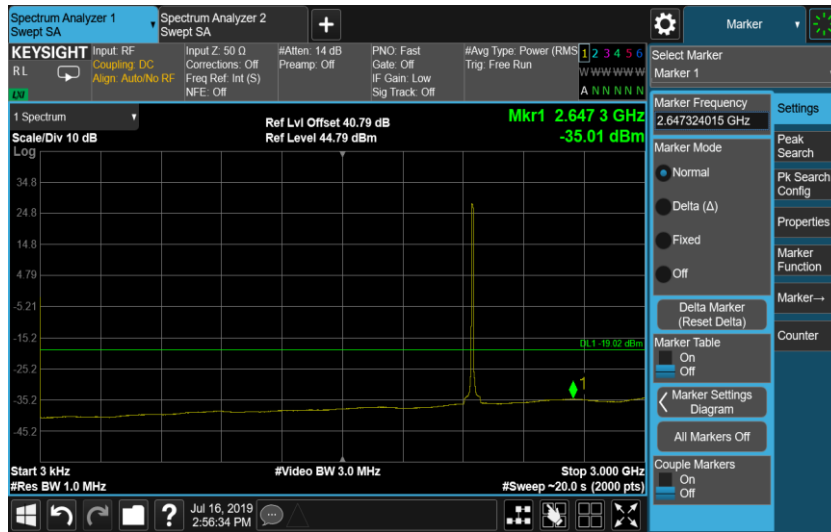 Spectrum Analyzer 1
Swept SA
Spectrum Analyzer 2
Swept SA
Marker
KEYSIGHT
RL
LXI
Input: RF
Coupling: DC
Align: Auto/No RF
Input Z: 50 Ω
Corrections: Off
Freq Ref: Int (S)
NFE: Off
#Atten: 14 dB
Preamp: Off
PNO: Fast
Gate: Off
IF Gain: Low
Sig Track: Off
#Avg Type: Power (RMS
Trig: Free Run
1 2 3 4 5 6
W W W W W W
A N N N N N
Select Marker
Marker 1
1 Spectrum
Scale/Div 10 dB
Log
Ref Lvl Offset 40.79 dB
Ref Level 44.79 dBm
Mkr1 2.647 3 GHz
-35.01 dBm
34.8
24.8
14.8
4.79
-5.21
-15.2
-25.2
-35.2
-45.2
DL1 -19.02 dBm
1
Start 3 kHz
#Res BW 1.0 MHz
#Video BW 3.0 MHz
Stop 3.000 GHz
#Sweep ~20.0 s (2000 pts)
Marker Frequency
2.647324015 GHz
Marker Mode
Normal
Delta (Δ)
Fixed
Off
Delta Marker
(Reset Delta)
Marker Table
On
Off
Marker Settings
Diagram
All Markers Off
Couple Markers
On
Off
Settings
Peak
Search
Pk Search
Config
Properties
Marker
Function
Marker→
Counter
Jul 16, 2019
2:56:34 PM